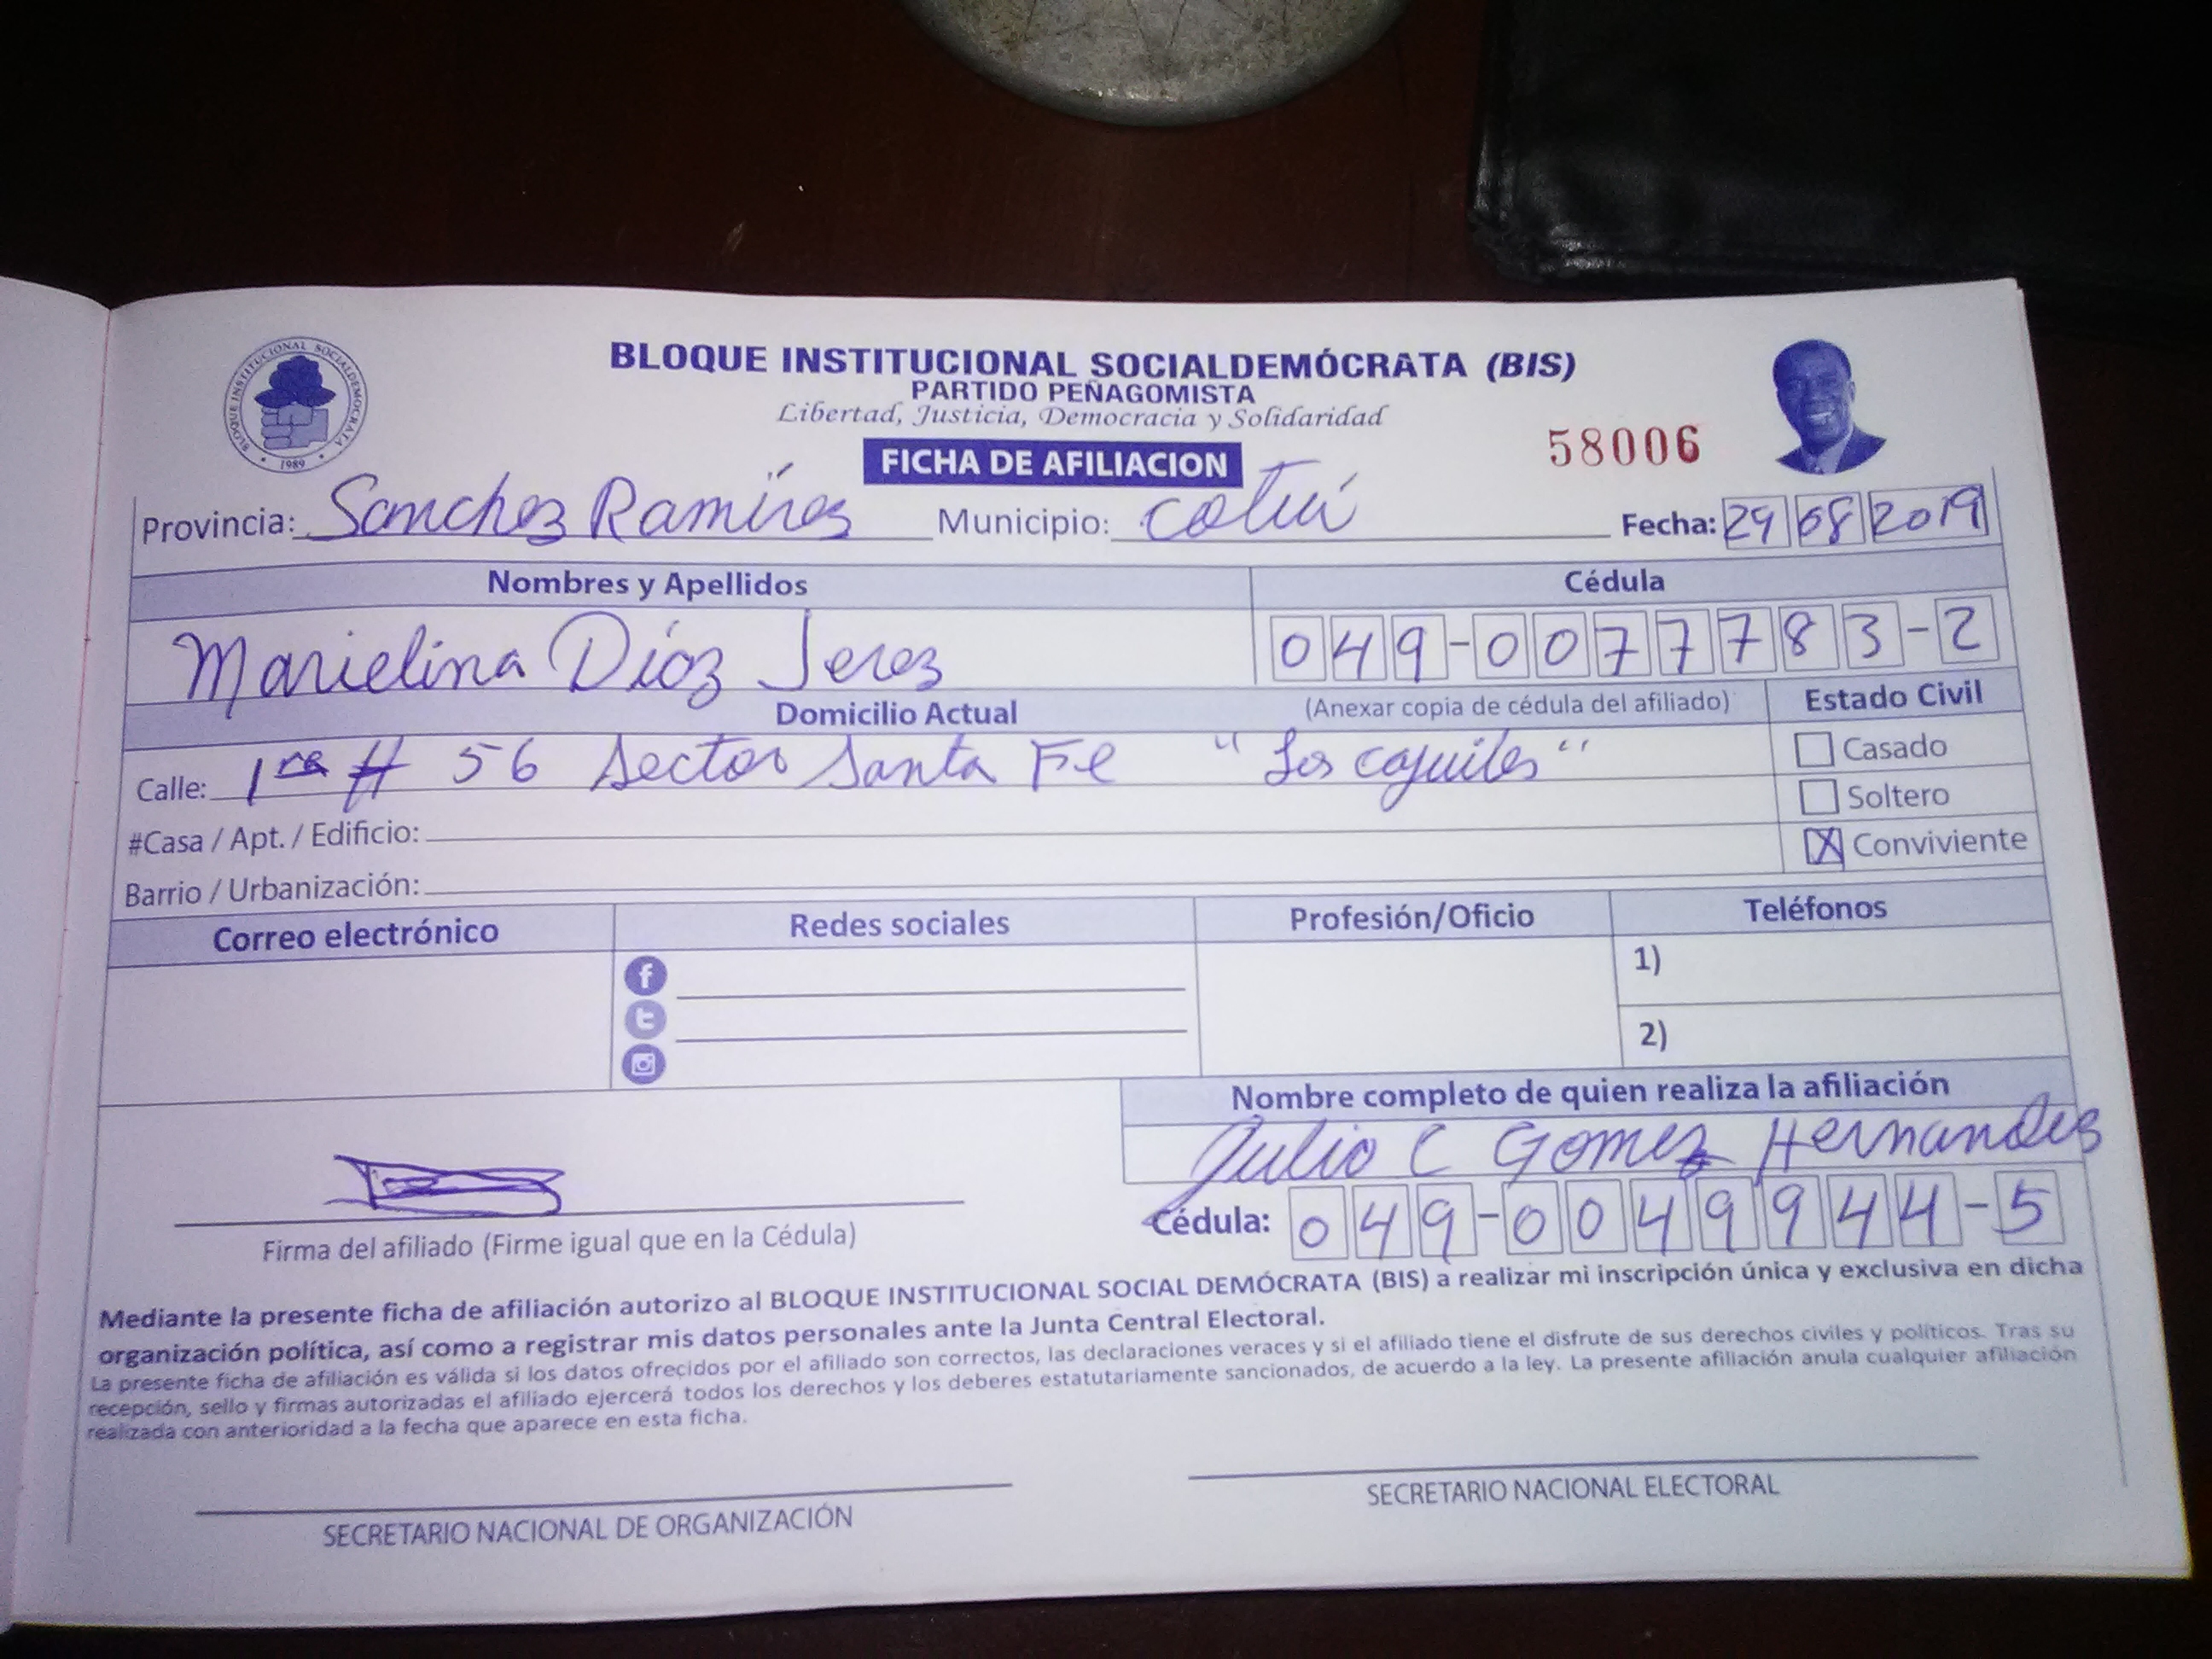 BLOQUE INSTITUCIONAL SOCIALDEMOCRATA
1989
BLOQUE INSTITUCIONAL SOCIALDEMÓCRATA (BIS)
PARTIDO PEÑAGOMISTA
Libertad, Justicia, Democracia y Solidaridad
FICHA DE AFILIACION
58006
Provincia: Sanchez Ramírez Municipio: Cotuí Fecha: 29 08 2019
Nombres y Apellidos Cédula
Marielina Díaz Jerez 049-0077783-2
Domicilio Actual (Anexar copia de cédula del afiliado) Estado Civil
Calle: 1ra # 56 Sector Santa Fe "Los cajuiles"
Casado
Soltero
#Casa / Apt. / Edificio:
X Conviviente
Barrio / Urbanización:
Correo electrónico Redes sociales Profesión/Oficio Teléfonos
1)
2)
Nombre completo de quien realiza la afiliación
Julio C Gomez Hernandez
Cédula: 049-0049944-5
Firma del afiliado (Firme igual que en la Cédula)
Mediante la presente ficha de afiliación autorizo al BLOQUE INSTITUCIONAL SOCIAL DEMÓCRATA (BIS) a realizar mi inscripción única y exclusiva en dicha
organización política, así como a registrar mis datos personales ante la Junta Central Electoral.
La presente ficha de afiliación es válida si los datos ofrecidos por el afiliado son correctos, las declaraciones veraces y si el afiliado tiene el disfrute de sus derechos civiles y políticos. Tras su
recepción, sello y firmas autorizadas el afiliado ejercerá todos los derechos y los deberes estatutariamente sancionados, de acuerdo a la ley. La presente afiliación anula cualquier afiliación
realizada con anterioridad a la fecha que aparece en esta ficha.
SECRETARIO NACIONAL DE ORGANIZACIÓN
SECRETARIO NACIONAL ELECTORAL